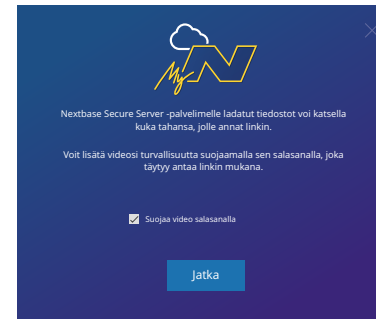 My N
Nextbase Secure Server -palvelimelle ladatut tiedostot voi katsella
kuka tahansa, jolle annat linkin.
Voit lisätä videosi turvallisuutta suojaamalla sen salasanalla, joka
täytyy antaa linkin mukana.
Suojaa video salasanalla
Jatka